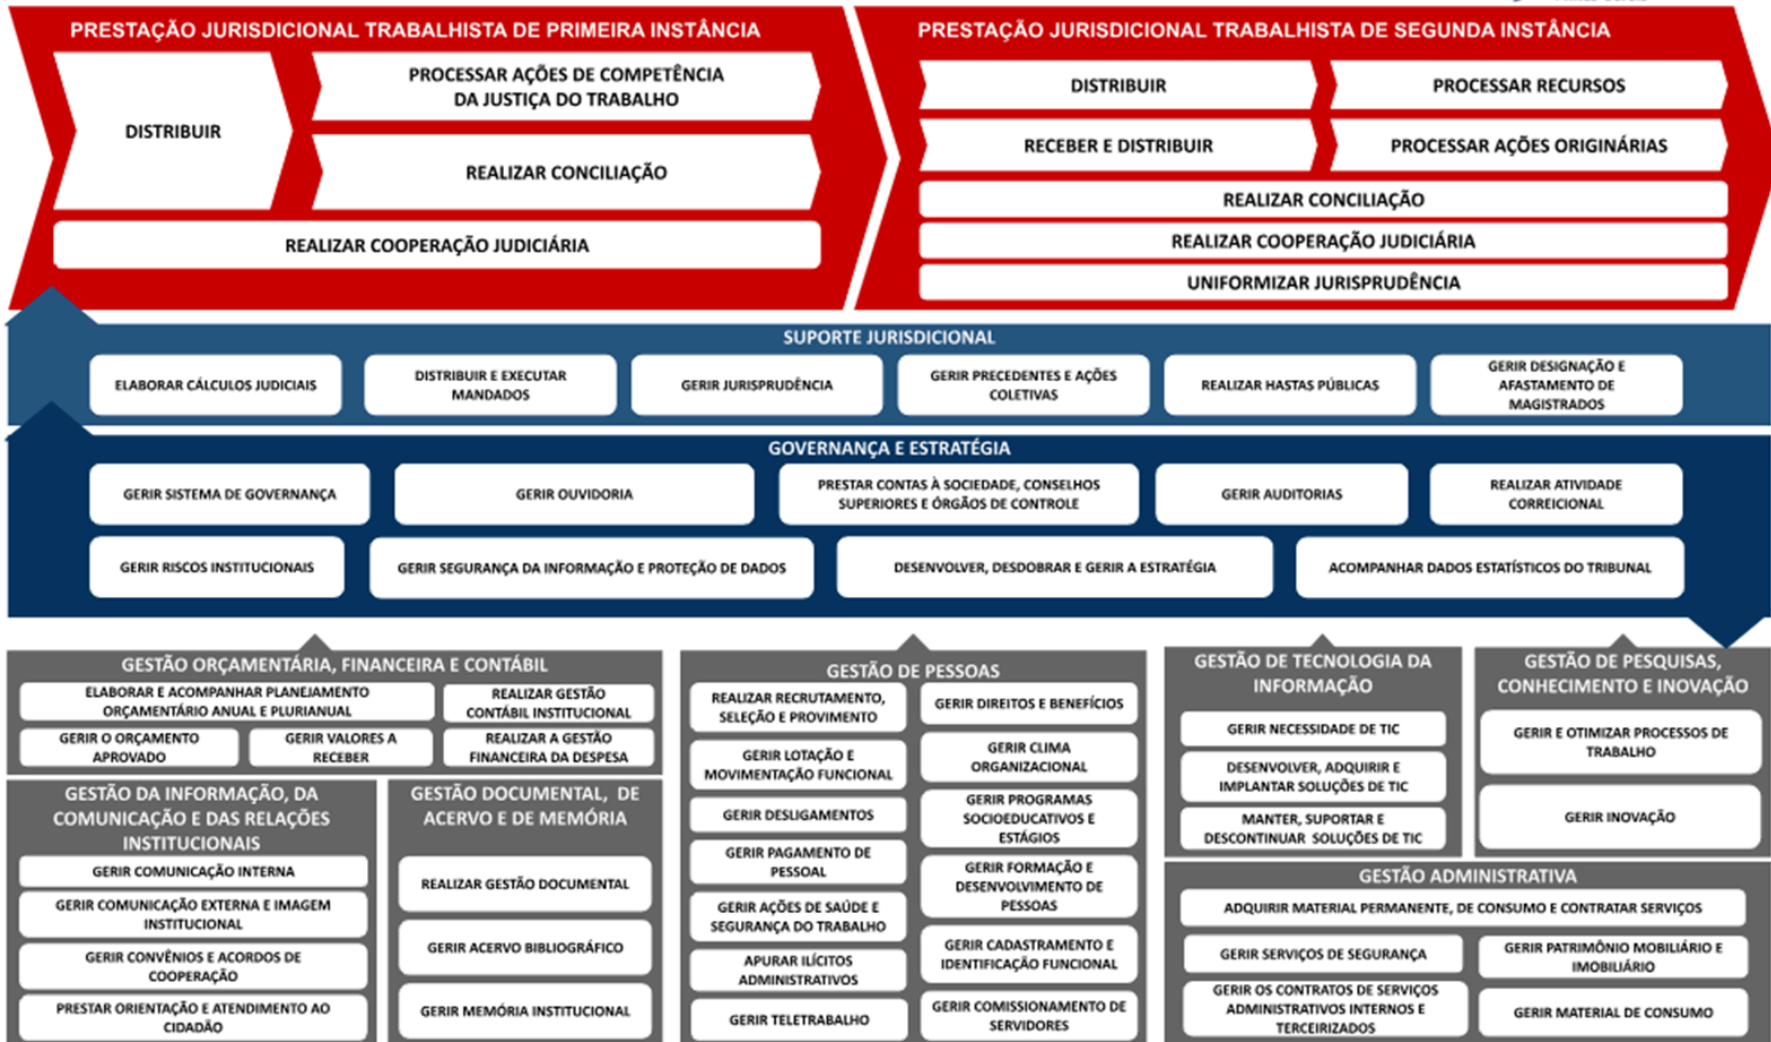 Minas Gerais
PRESTAÇÃO JURISDICIONAL TRABALHISTA DE PRIMEIRA INSTÂNCIA
DISTRIBUIR
PROCESSAR AÇÕES DE COMPETÊNCIA
DA JUSTIÇA DO TRABALHO
REALIZAR CONCILIAÇÃO
REALIZAR COOPERAÇÃO JUDICIÁRIA
PRESTAÇÃO JURISDICIONAL TRABALHISTA DE SEGUNDA INSTÂNCIA
DISTRIBUIR
PROCESSAR RECURSOS
RECEBER E DISTRIBUIR
PROCESSAR AÇÕES ORIGINÁRIAS
REALIZAR CONCILIAÇÃO
REALIZAR COOPERAÇÃO JUDICIÁRIA
UNIFORMIZAR JURISPRUDÊNCIA
SUPORTE JURISDICIONAL
ELABORAR CÁLCULOS JUDICIAIS
DISTRIBUIR E EXECUTAR
MANDADOS
GERIR JURISPRUDÊNCIA
GERIR PRECEDENTES E AÇÕES
COLETIVAS
REALIZAR HASTAS PÚBLICAS
GERIR DESIGNAÇÃO E
AFASTAMENTO DE
MAGISTRADOS
GOVERNANÇA E ESTRATÉGIA
GERIR SISTEMA DE GOVERNANÇA
GERIR OUVIDORIA
PRESTAR CONTAS À SOCIEDADE, CONSELHOS
SUPERIORES E ÓRGÃOS DE CONTROLE
GERIR AUDITORIAS
REALIZAR ATIVIDADE
CORREICIONAL
GERIR RISCOS INSTITUCIONAIS
GERIR SEGURANÇA DA INFORMAÇÃO E PROTEÇÃO DE DADOS
DESENVOLVER, DESDOBRAR E GERIR A ESTRATÉGIA
ACOMPANHAR DADOS ESTATÍSTICOS DO TRIBUNAL
GESTÃO ORÇAMENTÁRIA, FINANCEIRA E CONTÁBIL
ELABORAR E ACOMPANHAR PLANEJAMENTO
ORÇAMENTÁRIO ANUAL E PLURIANUAL
REALIZAR GESTÃO
CONTÁBIL INSTITUCIONAL
GERIR O ORÇAMENTO
APROVADO
GERIR VALORES A
RECEBER
REALIZAR A GESTÃO
FINANCEIRA DA DESPESA
GESTÃO DA INFORMAÇÃO, DA
COMUNICAÇÃO E DAS RELAÇÕES
INSTITUCIONAIS
GERIR COMUNICAÇÃO INTERNA
GERIR COMUNICAÇÃO EXTERNA E IMAGEM
INSTITUCIONAL
GERIR CONVÊNIOS E ACORDOS DE
COOPERAÇÃO
PRESTAR ORIENTAÇÃO E ATENDIMENTO AO
CIDADÃO
GESTÃO DOCUMENTAL, DE
ACERVO E DE MEMÓRIA
REALIZAR GESTÃO DOCUMENTAL
GERIR ACERVO BIBLIOGRÁFICO
GERIR MEMÓRIA INSTITUCIONAL
GESTÃO DE PESSOAS
REALIZAR RECRUTAMENTO,
SELEÇÃO E PROVIMENTO
GERIR LOTAÇÃO E
MOVIMENTAÇÃO FUNCIONAL
GERIR DESLIGAMENTOS
GERIR PAGAMENTO DE
PESSOAL
GERIR AÇÕES DE SAÚDE E
SEGURANÇA DO TRABALHO
APURAR ILÍCITOS
ADMINISTRATIVOS
GERIR TELETRABALHO
GERIR DIREITOS E BENEFÍCIOS
GERIR CLIMA
ORGANIZACIONAL
GERIR PROGRAMAS
SOCIOEDUCATIVOS E
ESTÁGIOS
GERIR FORMAÇÃO E
DESENVOLVIMENTO DE
PESSOAS
GERIR CADASTRAMENTO E
IDENTIFICAÇÃO FUNCIONAL
GERIR COMISSIONAMENTO DE
SERVIDORES
GESTÃO DE TECNOLOGIA DA
INFORMAÇÃO
GERIR NECESSIDADE DE TIC
DESENVOLVER, ADQUIRIR E
IMPLANTAR SOLUÇÕES DE TIC
MANTER, SUPORTAR E
DESCONTINUAR SOLUÇÕES DE TIC
GESTÃO DE PESQUISAS,
CONHECIMENTO E INOVAÇÃO
GERIR E OTIMIZAR PROCESSOS DE
TRABALHO
GERIR INOVAÇÃO
GESTÃO ADMINISTRATIVA
ADQUIRIR MATERIAL PERMANENTE, DE CONSUMO E CONTRATAR SERVIÇOS
GERIR SERVIÇOS DE SEGURANÇA
GERIR PATRIMÔNIO MOBILIÁRIO E
IMOBILIÁRIO
GERIR OS CONTRATOS DE SERVIÇOS
ADMINISTRATIVOS INTERNOS E
TERCEIRIZADOS
GERIR MATERIAL DE CONSUMO